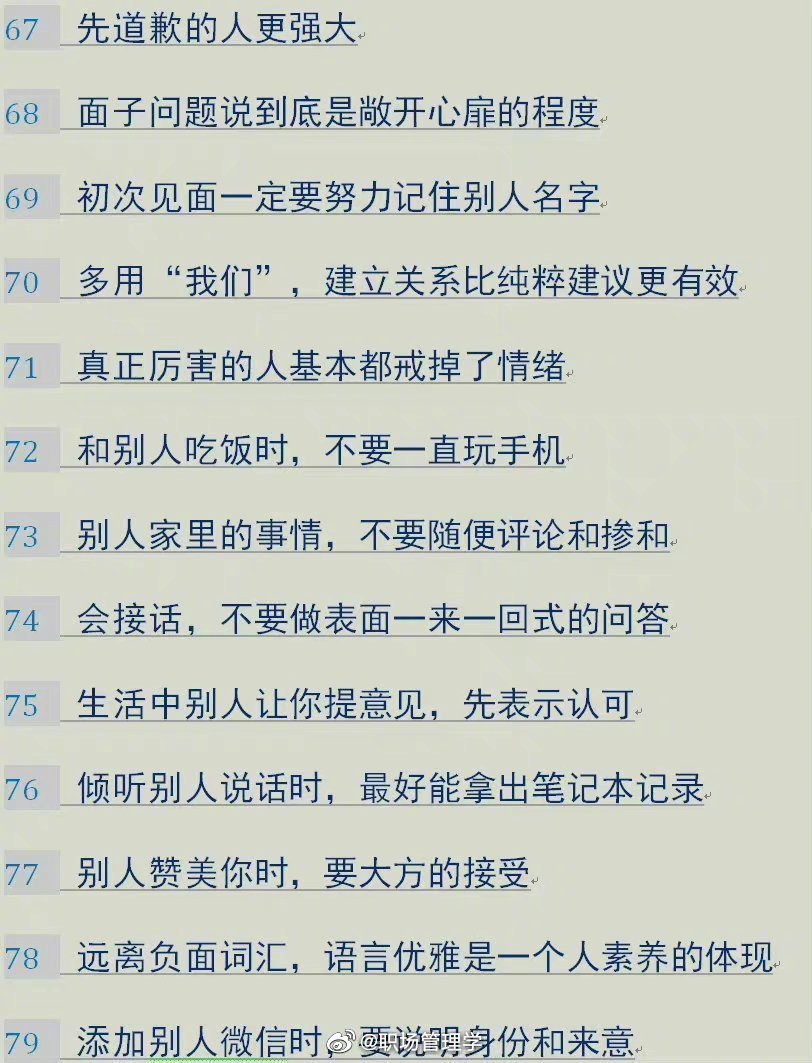 67 先道歉的人更强大
68 面子问题说到底是敞开心扉的程度
69 初次见面一定要努力记住别人名字
70 多用“我们”，建立关系比纯粹建议更有效
71 真正厉害的人基本都戒掉了情绪
72 和别人吃饭时，不要一直玩手机
73 别人家里的事情，不要随便评论和掺和
74 会接话，不要做表面一来一回式的问答
75 生活中别人让你提意见，先表示认可
76 倾听别人说话时，最好能拿出笔记本记录
77 别人赞美你时，要大方的接受
78 远离负面词汇，语言优雅是一个人素养的体现
79 添加别人微信时，要说明身份和来意
@职场管理学